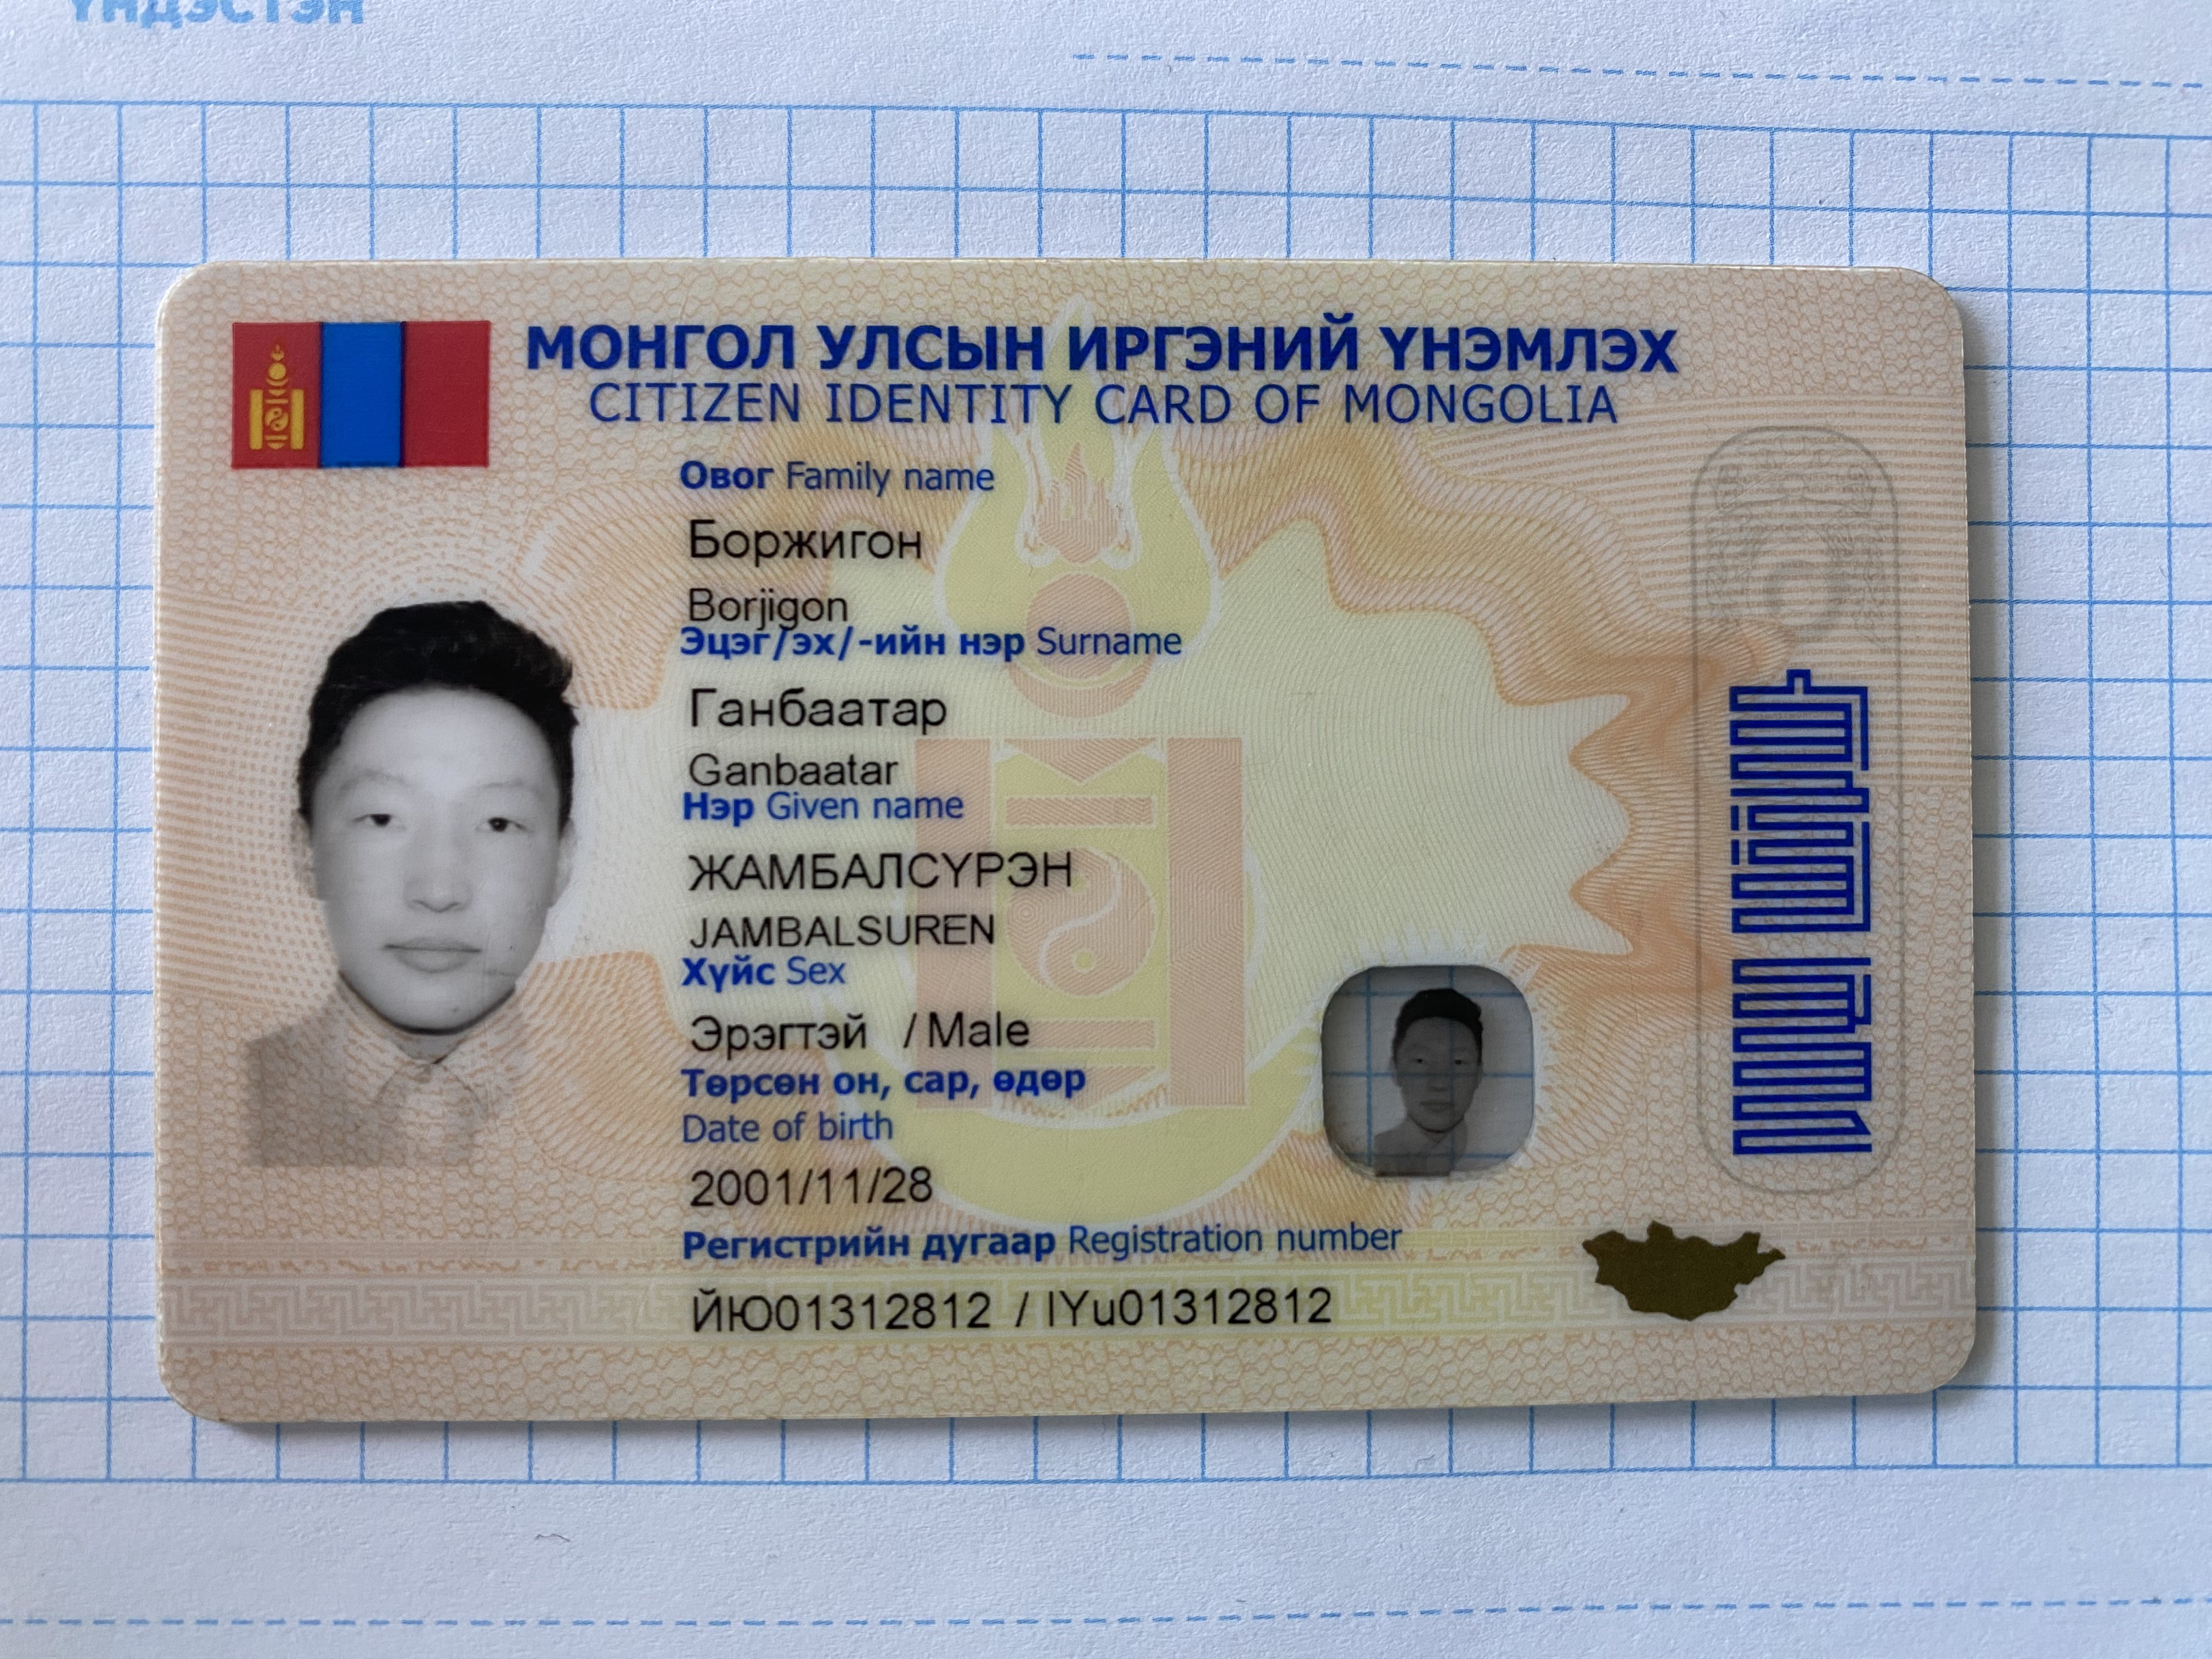 ҮНДЭСТЭН
МОНГОЛ УЛСЫН ИРГЭНИЙ ҮНЭМЛЭХ
CITIZEN IDENTITY CARD OF MONGOLIA
Овог Family name
Боржигон
Borjigon
Эцэг/эх/-ийн нэр Surname
Ганбаатар
Ganbaatar
Нэр Given name
ЖАМБАЛСҮРЭН
JAMBALSUREN
Хүйс Sex
Эрэгтэй / Male
Төрсөн он, сар, өдөр
Date of birth
2001/11/28
Регистрийн дугаар Registration number
ЙЮ01312812 / IYu01312812